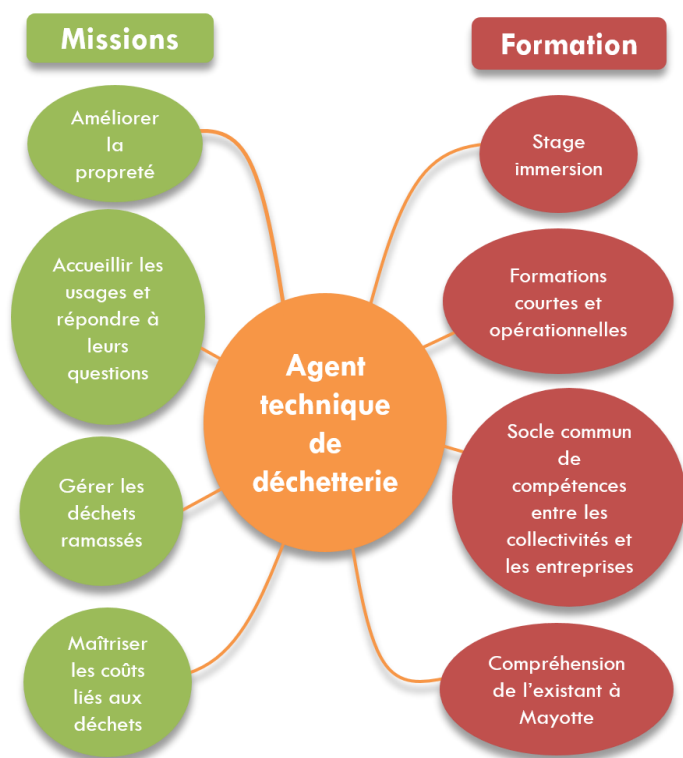 Missions
Améliorer
la
propreté
Accueillir les
usages et
répondre à
leurs
questions
Gérer les
déchets
ramassés
Maîtriser
les coûts
liés aux
déchets
Agent
technique
de
déchetterie
Formation
Stage
immersion
Formations
courtes et
opérationnelles
Socle commun
de
compétences
entre les
collectivités et
les entreprises
Compréhension
de l'existant à
Mayotte